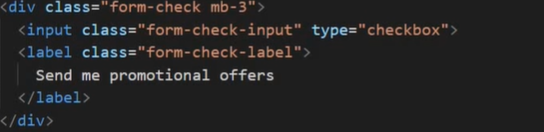 <div class="form-check mb-3">
<input class="form-check-input" type="checkbox">
<label class="form-check-label">
Send me promotional offers
</label>
</div>